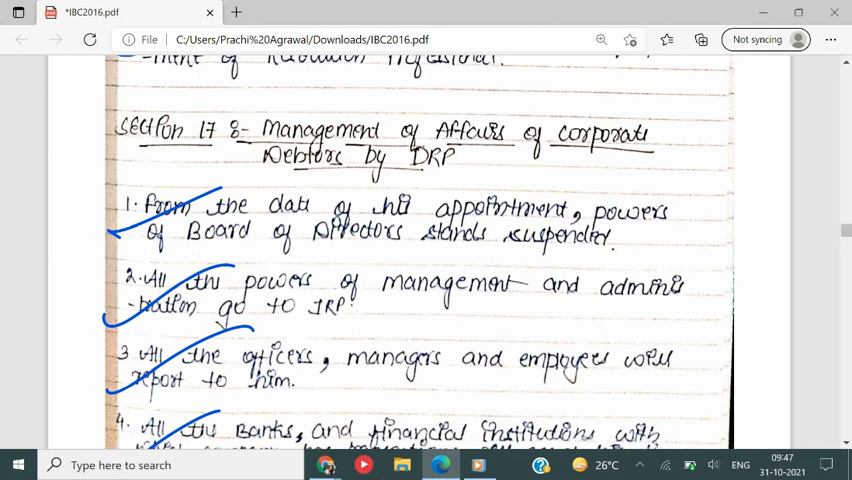 *IBC2016.pdf
File C:/Users/Prachi%20Agrawal/Downloads/IBC2016.pdf
Not syncing
-ment of Resolution Professional.
SECTION 17 :- Management of Affairs of corporate
Debtors by IRP
1. From the date of his appointment, powers
of Board of Directors stands suspended.
2. All the powers of management and adminis
-tration go to IRP.
3 All the officers, managers and employees will
report to him.
4. All the Banks, and financial institutions with
Type here to search
26°C
ENG
09:47
31-10-2021